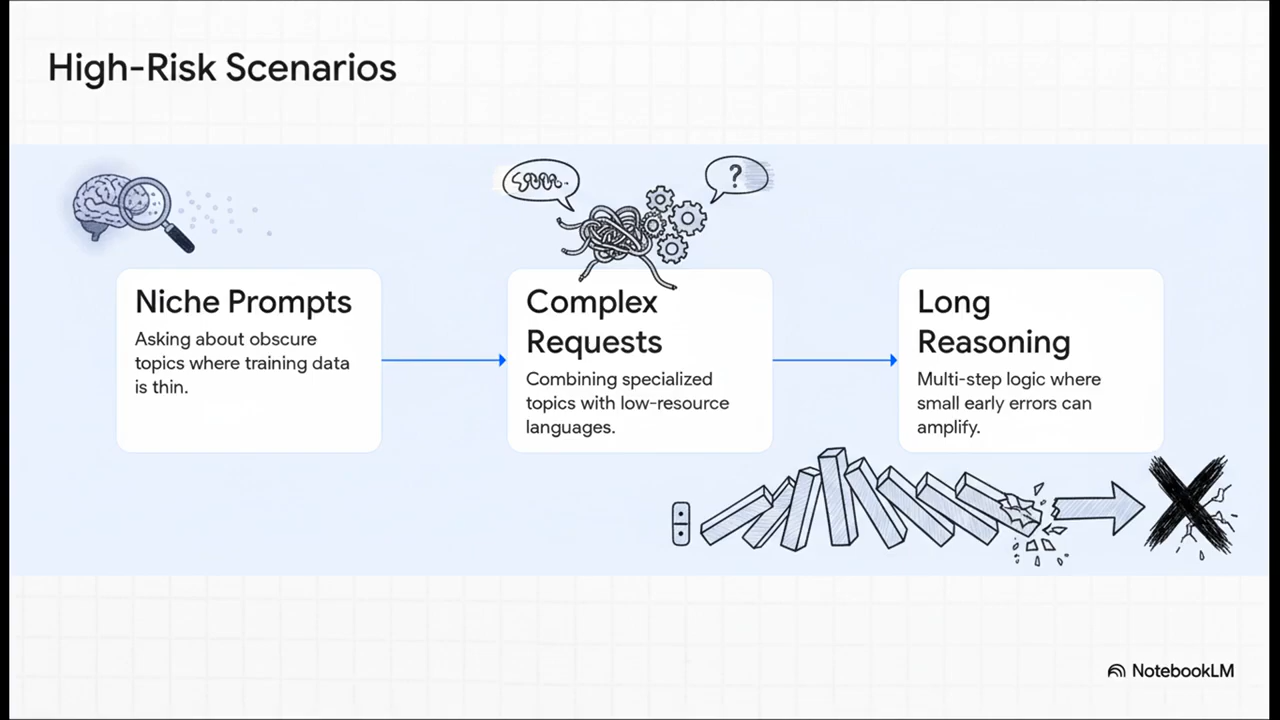 High-Risk Scenarios
?
Niche Prompts
Asking about obscure
topics where training data
is thin.
Complex
Requests
Combining specialized
topics with low-resource
languages.
Long
Reasoning
Multi-step logic where
small early errors can
amplify.
NotebookLM